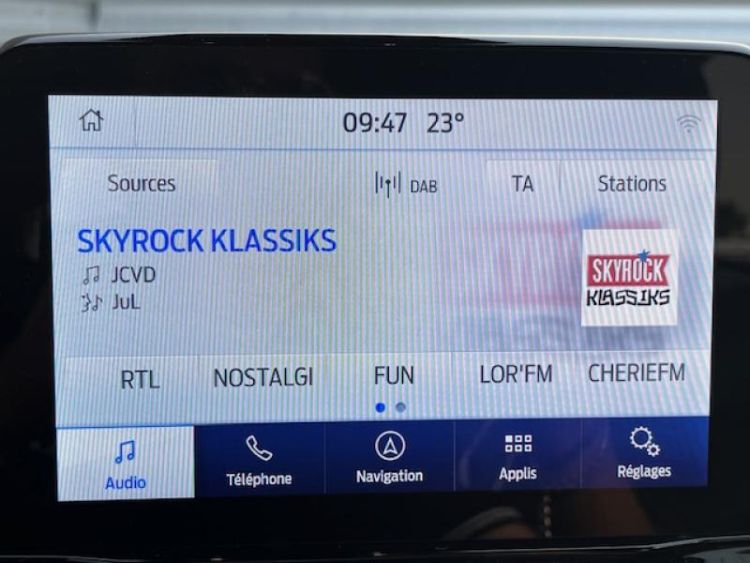 09:47 23°
Sources DAB TA Stations
SKYROCK KLASSIKS
JCVD
JuL
SKYROCK
KLASSIKS
RTL NOSTALGI FUN LOR'FM CHERIEFM
Audio Téléphone Navigation Applis Réglages